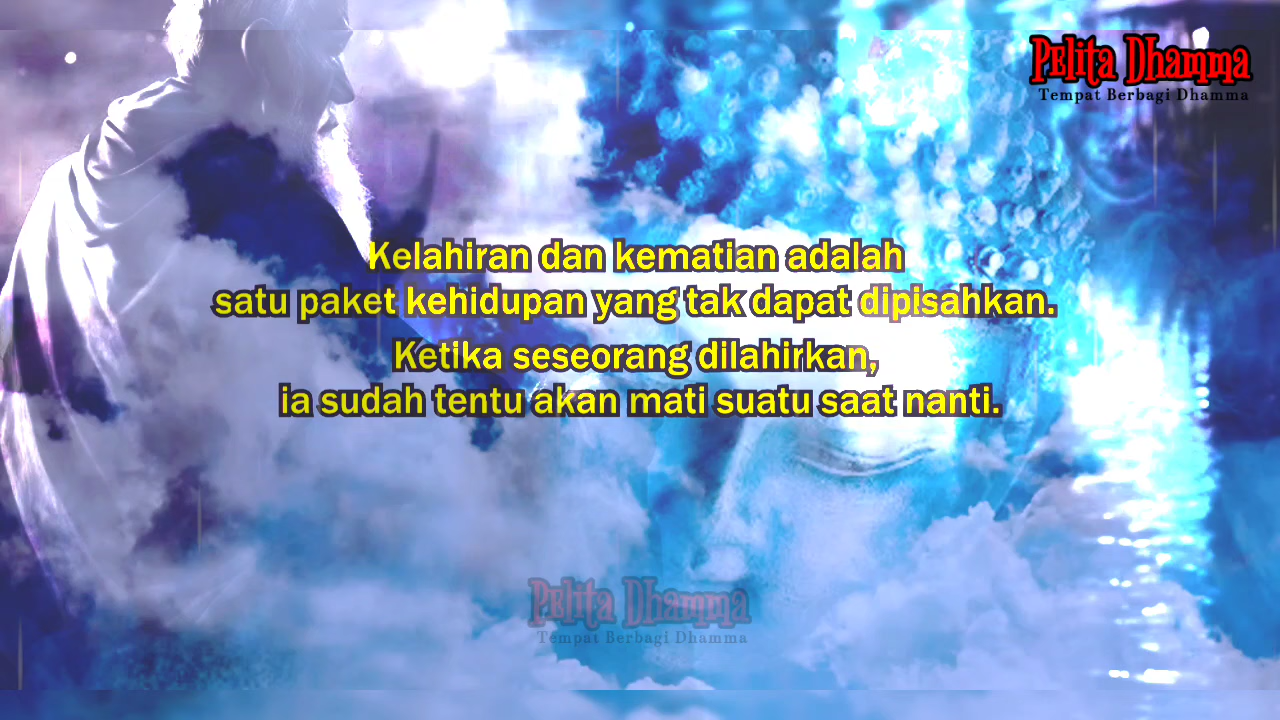 Pelita Dhamma
Tempat Berbagi Dhamma
Kelahiran dan kematian adalah
satu paket kehidupan yang tak dapat dipisahkan.
Ketika seseorang dilahirkan,
ia sudah tentu akan mati suatu saat nanti.
Pelita Dhamma
Tempat Berbagi Dhamma